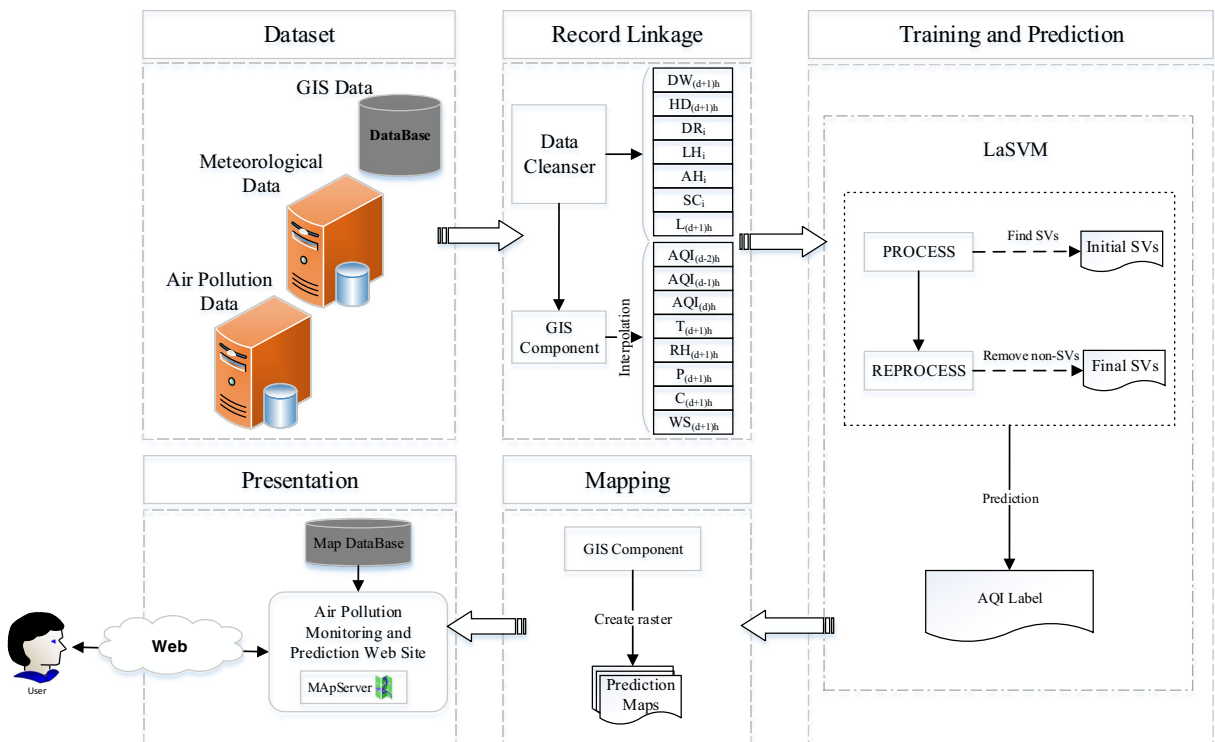 Dataset
GIS Data
DataBase
Meteorological
Data
Air Pollution
Data
Record Linkage
Data
Cleanser
GIS
Component
Interpolation
DW(d+1)h
HD(d+1)h
DRi
LHi
AHi
SCi
L(d+1)h
AQI(d-2)h
AQI(d-1)h
AQI(d)h
T(d+1)h
RH(d+1)h
P(d+1)h
C(d+1)h
WS(d+1)h
Training and Prediction
LaSVM
PROCESS
Find SVs
Initial SVs
REPROCESS
Remove non-SVs
Final SVs
Prediction
AQI Label
Mapping
GIS Component
Create raster
Prediction
Maps
Presentation
Map DataBase
Air Pollution
Monitoring and
Prediction Web Site
MApServer
Web
User